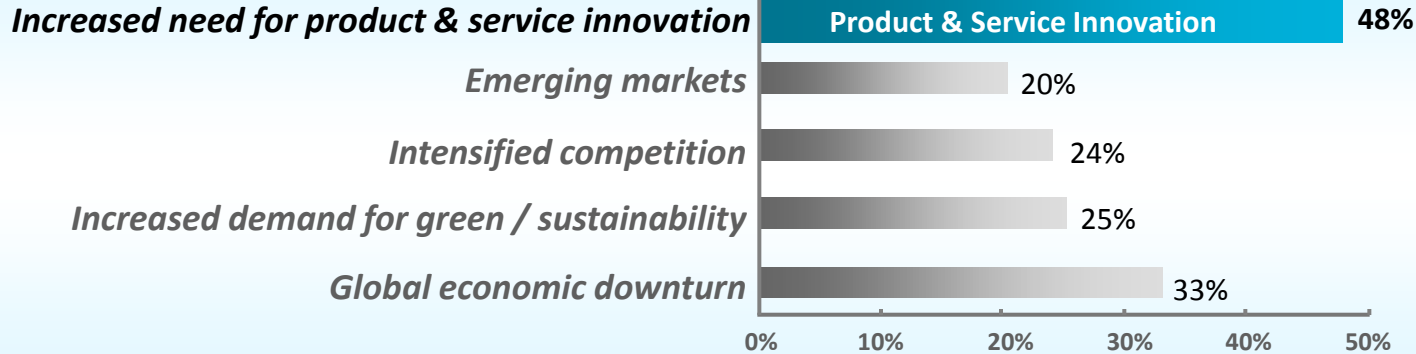 Increased need for product & service innovation Product & Service Innovation 48%
Emerging markets 20%
Intensified competition 24%
Increased demand for green / sustainability 25%
Global economic downturn 33%
0% 10% 20% 30% 40% 50%